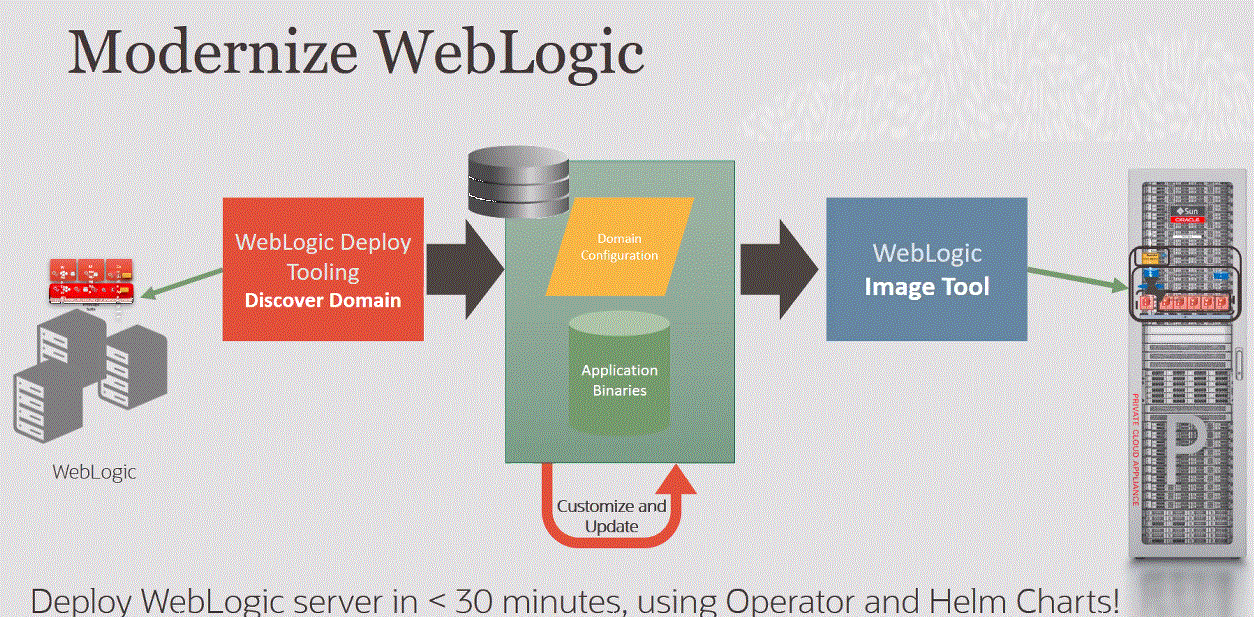 Modernize WebLogic
WebLogic Deploy
Tooling
Discover Domain
Domain
Configuration
Application
Binaries
WebLogic
Image Tool
Sun
ORACLE
PRIVATE CLOUD APPLIANCE
P
WebLogic
Customize and
Update
Deploy WebLogic server in < 30 minutes, using Operator and Helm Charts!